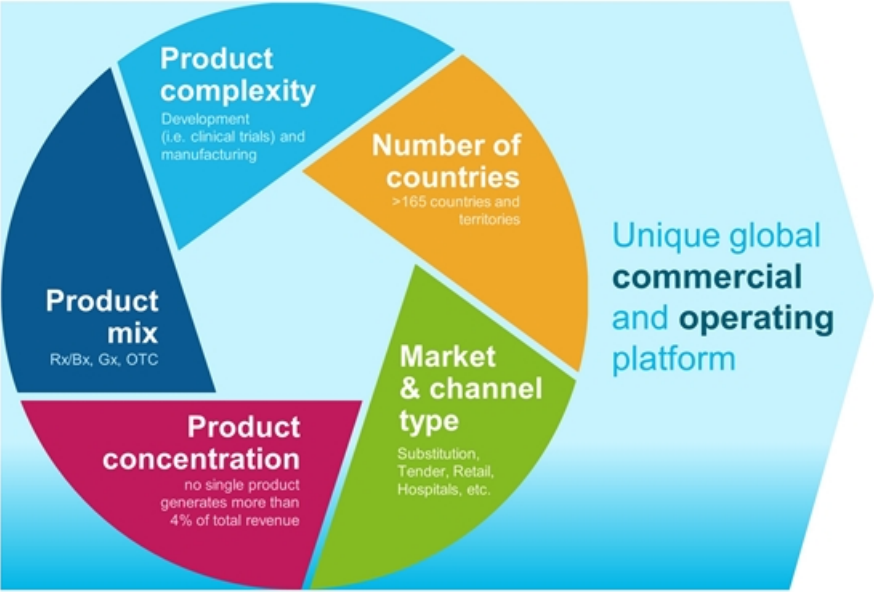 Product
complexity
Development
(i.e. clinical trials) and
manufacturing
Number of
countries
>165 countries and
territories
Market
& channel
type
Substitution,
Tender, Retail,
Hospitals, etc.
Product
concentration
no single product
generates more than
4% of total revenue
Product
mix
Rx/Bx, Gx, OTC
Unique global
commercial
and operating
platform